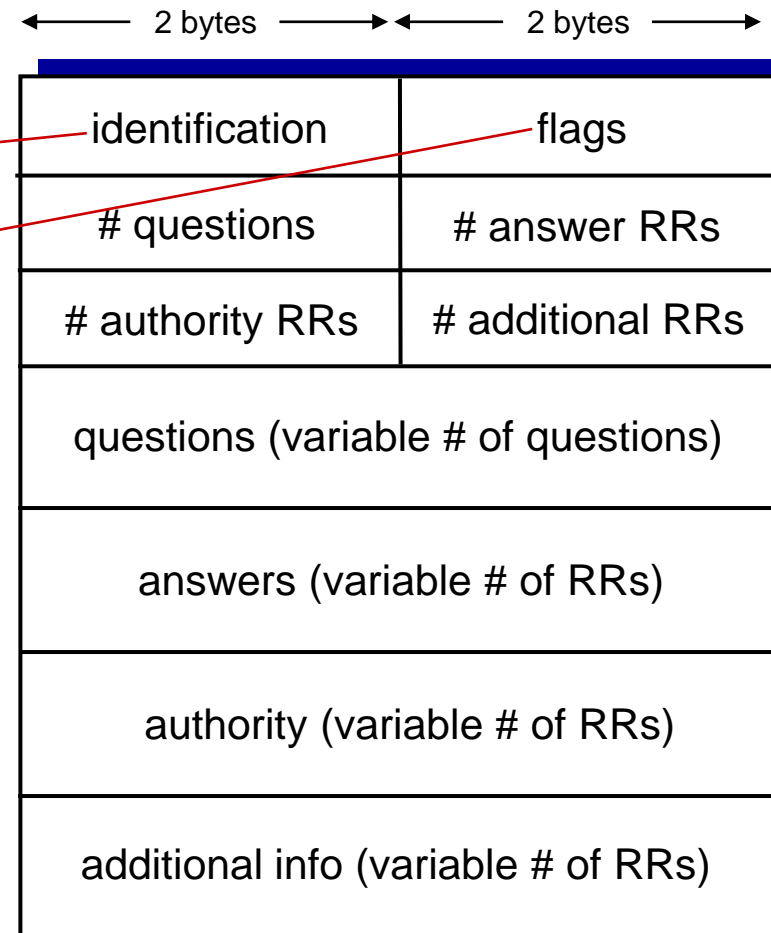 2 bytes 2 bytes
identification flags
# questions # answer RRs
# authority RRs # additional RRs
questions (variable # of questions)
answers (variable # of RRs)
authority (variable # of RRs)
additional info (variable # of RRs)